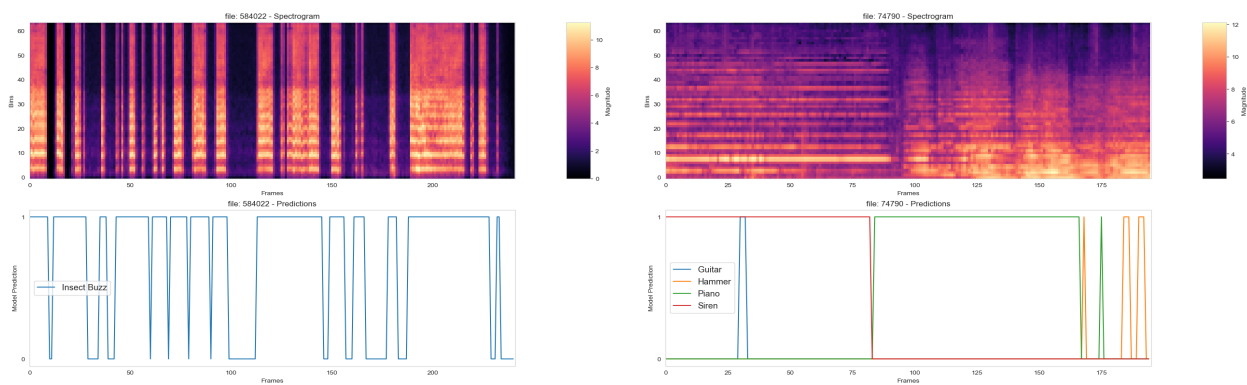 file: 584022 - Spectrogram
60
50
40
30
20
10
0
Bins
0
50
100
150
200
Frames
10
8
6
4
2
0
Magnitude
file: 74790 - Spectrogram
60
50
40
30
20
10
0
Bins
0
25
50
75
100
125
150
175
Frames
12
10
8
6
4
Magnitude
file: 584022 - Predictions
1
0
Model Prediction
Insect Buzz
0
50
100
150
200
Frames
file: 74790 - Predictions
1
0
Model Prediction
Guitar
Hammer
Piano
Siren
0
25
50
75
100
125
150
175
Frames